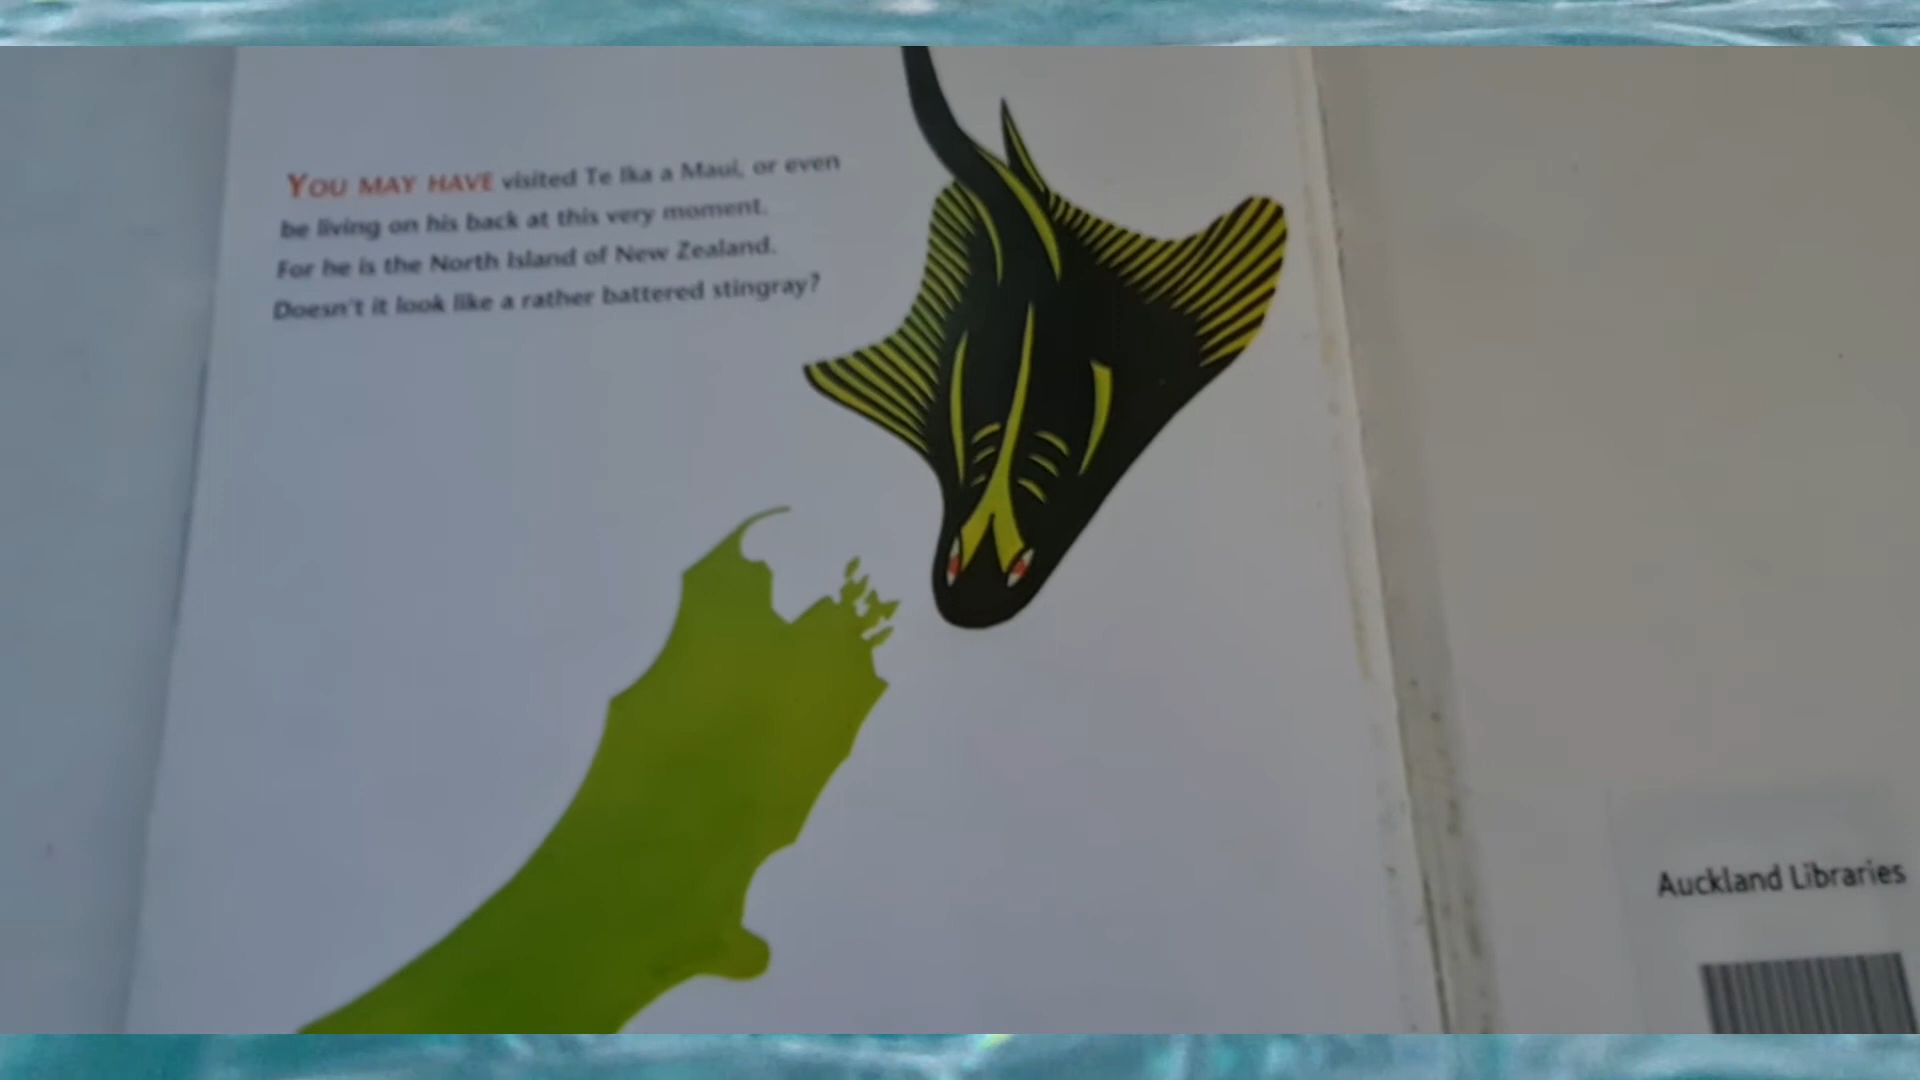 YOU MAY HAVE visited Te Ika a Maui, or even
be living on his back at this very moment.
For he is the North Island of New Zealand.
Doesn't it look like a rather battered stingray?
Auckland Libraries